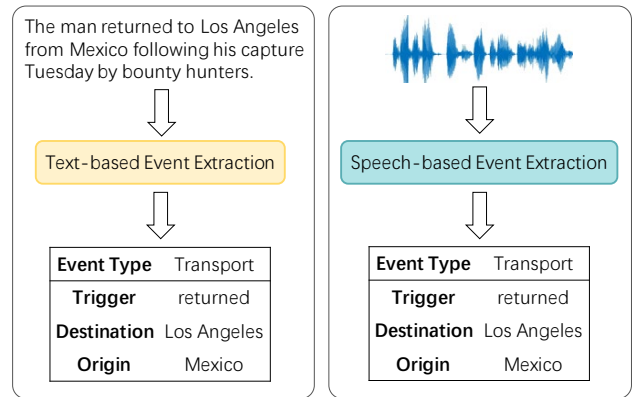 The man returned to Los Angeles
from Mexico following his capture
Tuesday by bounty hunters.
Text-based Event Extraction
Event Type Transport
Trigger returned
Destination Los Angeles
Origin Mexico
Speech-based Event Extraction
Event Type Transport
Trigger returned
Destination Los Angeles
Origin Mexico